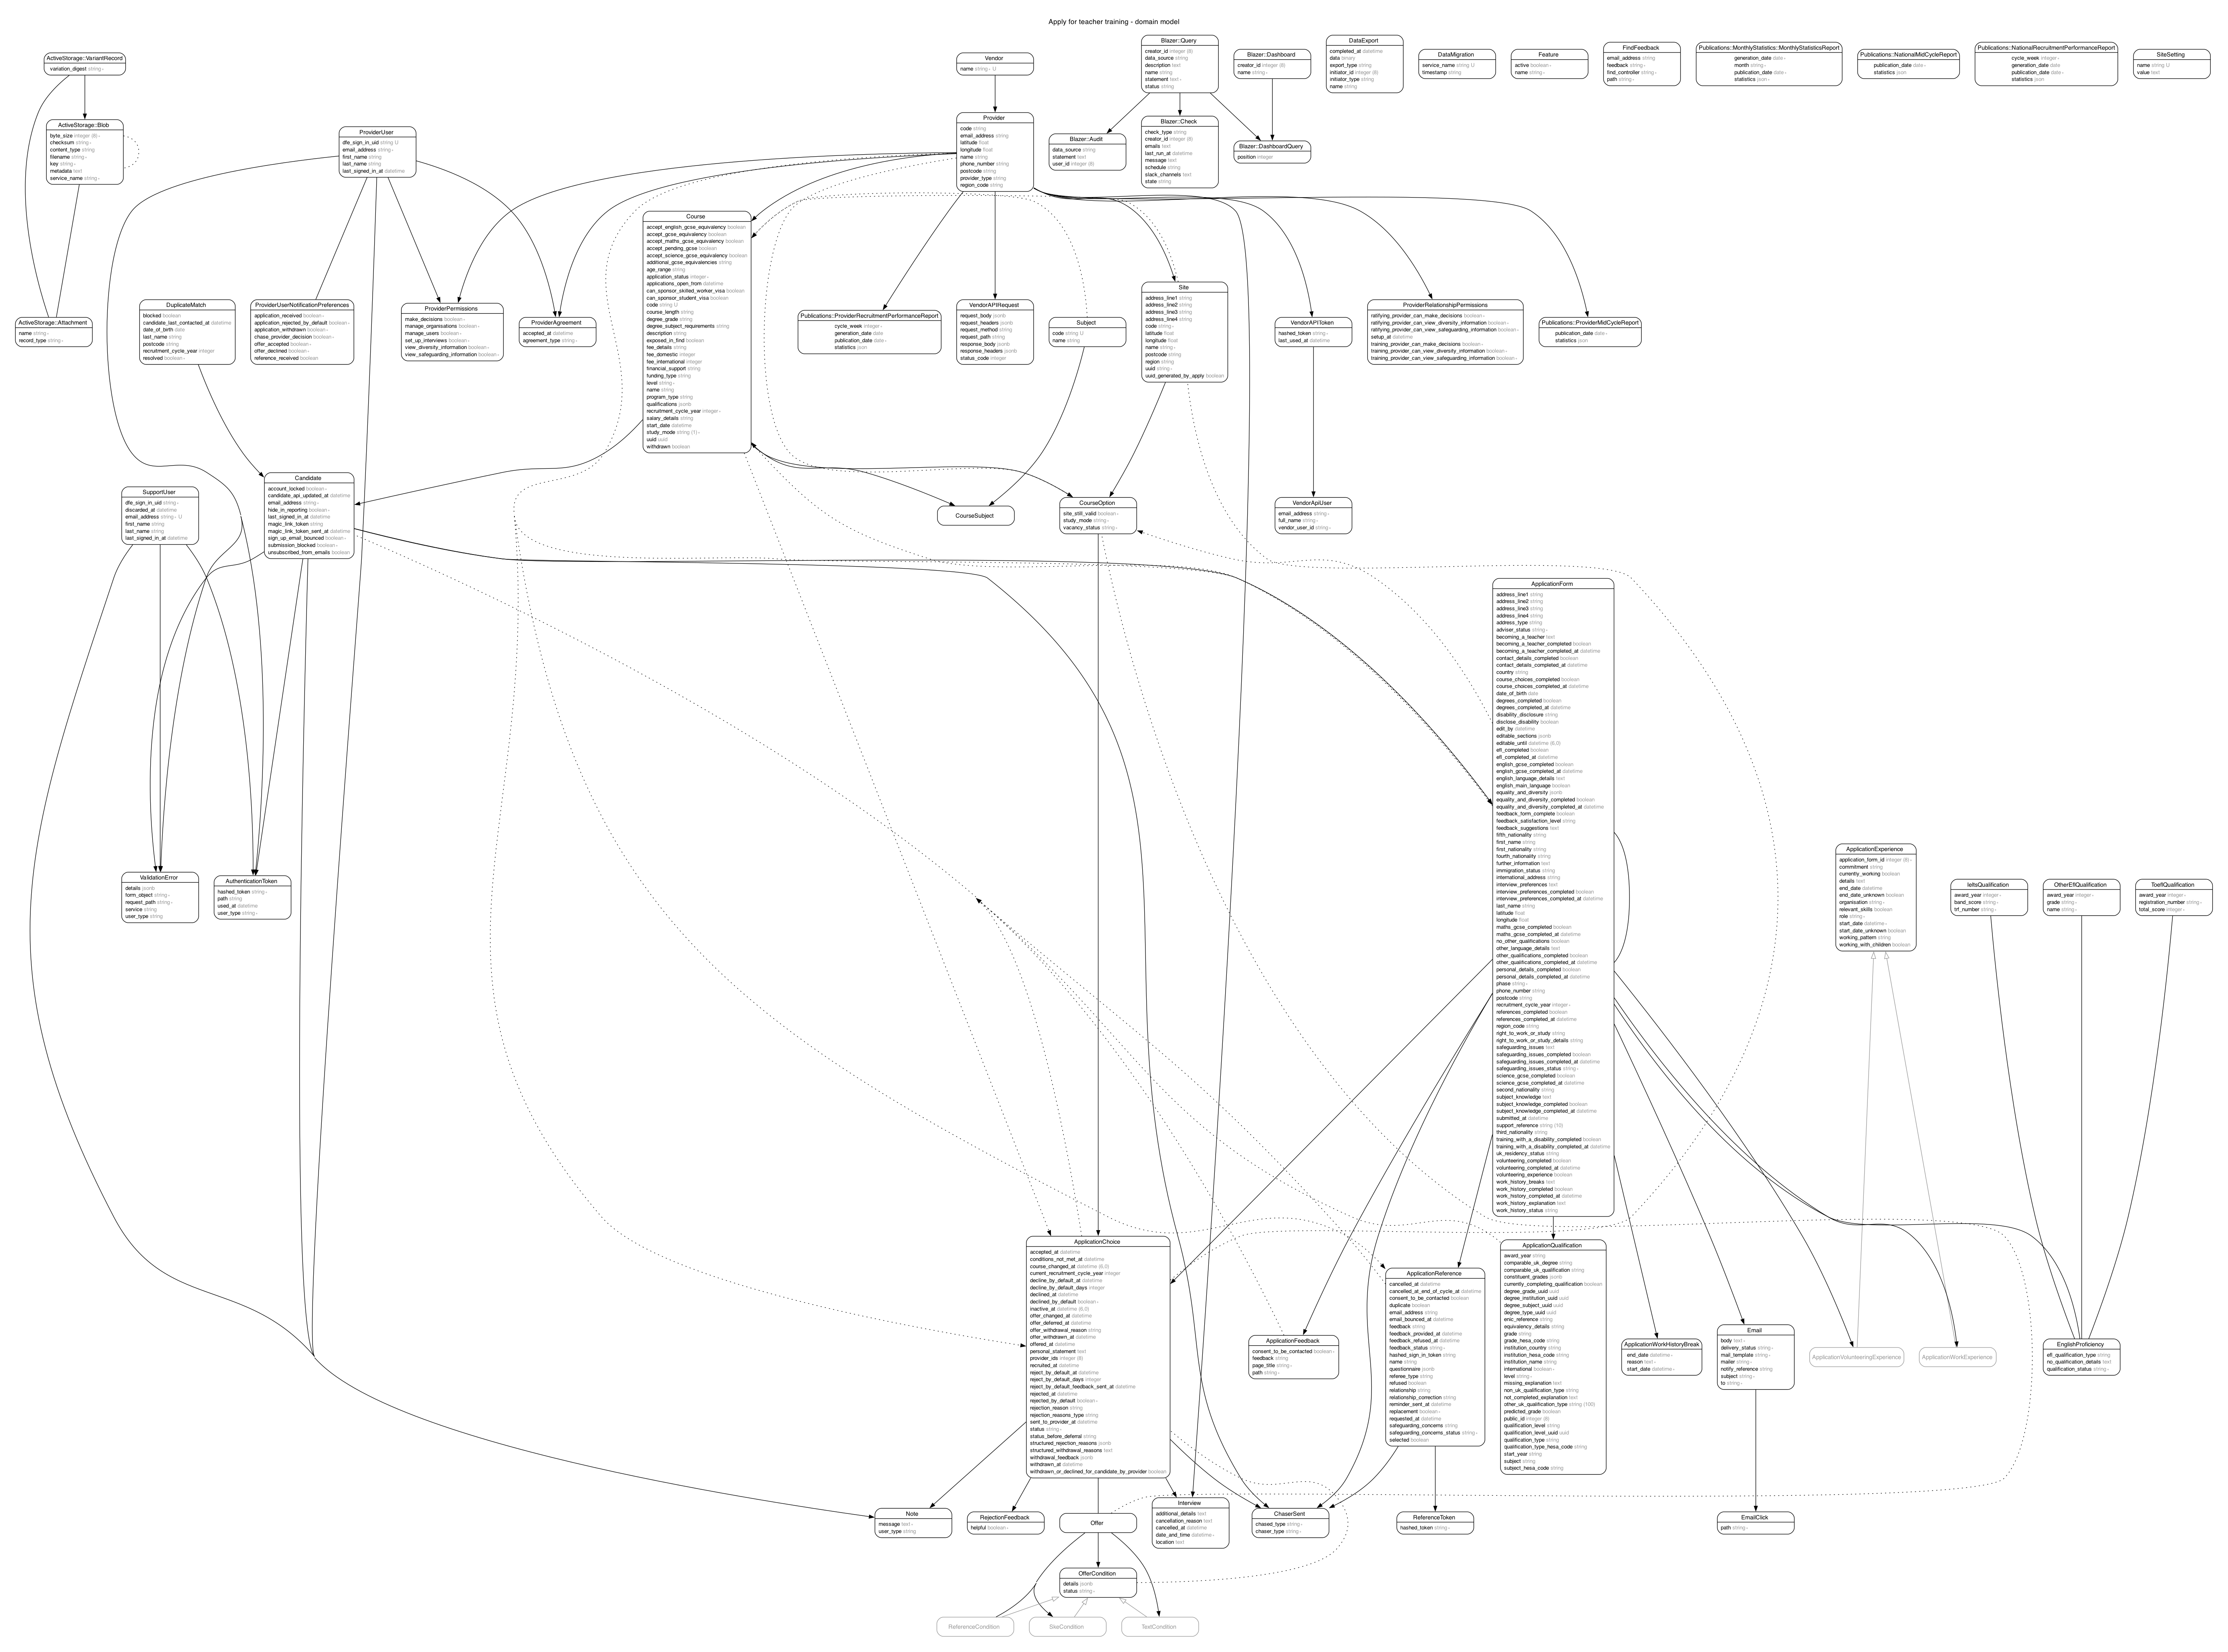 Apply for teacher training - domain model
ActiveStorage::VariantRecord
variation_digest string ∗
Vendor
name string ∗ U
Blazer::Query
creator_id integer (8)
data_source string
description text
name string
statement text ∗
status string
Blazer::Dashboard
creator_id integer (8)
name string ∗
DataExport
completed_at datetime
data binary
export_type string
initiator_id integer (8)
initiator_type string
name string
DataMigration
service_name string U
timestamp string
Feature
active boolean ∗
name string ∗
FindFeedback
email_address string
feedback string ∗
find_controller string ∗
path string ∗
Publications::MonthlyStatistics::MonthlyStatisticsReport
generation_date date ∗
month string ∗
publication_date date ∗
statistics json
Publications::NationalMidCycleReport
publication_date date ∗
statistics json
Publications::NationalRecruitmentPerformanceReport
cycle_week integer ∗
generation_date date
publication_date date ∗
statistics json ∗
SiteSetting
name string U
value text
ActiveStorage::Blob
byte_size integer (8) ∗
checksum string ∗
content_type string
filename string ∗
key string ∗
metadata text
service_name string ∗
ProviderUser
dfe_sign_in_uid string U
email_address string ∗
first_name string
last_name string
last_signed_in_at datetime
Provider
code string
email_address string
latitude float
longitude float
name string
phone_number string
postcode string
provider_type string
region_code string
Blazer::Audit
data_source string
statement text
user_id integer (8)
Blazer::Check
check_type string
creator_id integer (8)
emails text
last_run_at datetime
message text
schedule string
slack_channels text
state string
Blazer::DashboardQuery
position integer
Course
accept_english_gcse_equivalency boolean
accept_gcse_equivalency boolean
accept_maths_gcse_equivalency boolean
accept_pending_gcse boolean
accept_science_gcse_equivalency boolean
additional_gcse_equivalencies string
age_range string
application_status integer ∗
applications_open_from datetime
can_sponsor_skilled_worker_visa boolean
can_sponsor_student_visa boolean
code string U
course_length string
degree_grade string
degree_subject_requirements string
description string
exposed_in_find boolean
fee_details string
fee_domestic integer
fee_international integer
financial_support string
funding_type string
level string ∗
name string
program_type string
qualifications jsonb
recruitment_cycle_year integer ∗
salary_details string
start_date datetime
study_mode string (1) ∗
uuid uuid
withdrawn boolean
ActiveStorage::Attachment
name string ∗
record_type string ∗
DuplicateMatch
blocked boolean
candidate_last_contacted_at datetime
date_of_birth date
last_name string
postcode string
recruitment_cycle_year integer
resolved boolean ∗
ProviderUserNotificationPreferences
application_received boolean ∗
application_rejected_by_default boolean ∗
application_withdrawn boolean ∗
chase_provider_decision boolean ∗
offer_accepted boolean ∗
offer_declined boolean ∗
reference_received boolean
ProviderPermissions
make_decisions boolean ∗
manage_organisations boolean ∗
manage_users boolean ∗
set_up_interviews boolean ∗
view_diversity_information boolean ∗
view_safeguarding_information boolean ∗
ProviderAgreement
accepted_at datetime
agreement_type string ∗
Publications::ProviderRecruitmentPerformanceReport
cycle_week integer ∗
generation_date date
publication_date date ∗
statistics json
VendorAPIRequest
request_body jsonb
request_headers jsonb
request_method string
request_path string
response_body jsonb
response_headers jsonb
status_code integer
Subject
code string U
name string
Site
address_line1 string
address_line2 string
address_line3 string
address_line4 string
code string ∗
latitude float
longitude float
name string ∗
postcode string
region string
uuid string ∗
uuid_generated_by_apply boolean
VendorAPIToken
hashed_token string ∗
last_used_at datetime
ProviderRelationshipPermissions
ratifying_provider_can_make_decisions boolean ∗
ratifying_provider_can_view_diversity_information boolean ∗
ratifying_provider_can_view_safeguarding_information boolean ∗
setup_at datetime
training_provider_can_make_decisions boolean ∗
training_provider_can_view_diversity_information boolean ∗
training_provider_can_view_safeguarding_information boolean ∗
Publications::ProviderMidCycleReport
publication_date date ∗
statistics json
SupportUser
dfe_sign_in_uid string ∗
discarded_at datetime
email_address string ∗ U
first_name string
last_name string
last_signed_in_at datetime
Candidate
account_locked boolean ∗
candidate_api_updated_at datetime
email_address string ∗
hide_in_reporting boolean ∗
last_signed_in_at datetime
magic_link_token string
magic_link_token_sent_at datetime
sign_up_email_bounced boolean ∗
submission_blocked boolean ∗
unsubscribed_from_emails boolean
CourseSubject
CourseOption
site_still_valid boolean ∗
study_mode string ∗
vacancy_status string ∗
VendorApiUser
email_address string ∗
full_name string ∗
vendor_user_id string ∗
ApplicationForm
address_line1 string
address_line2 string
address_line3 string
address_line4 string
address_type string
adviser_status string ∗
becoming_a_teacher text
becoming_a_teacher_completed boolean
becoming_a_teacher_completed_at datetime
contact_details_completed boolean
contact_details_completed_at datetime
country string
course_choices_completed boolean
course_choices_completed_at datetime
date_of_birth date
degrees_completed boolean
degrees_completed_at datetime
disability_disclosure string
disclose_disability boolean
edit_by datetime
editable_sections jsonb
editable_until datetime (6,0)
efl_completed boolean
efl_completed_at datetime
english_gcse_completed boolean
english_gcse_completed_at datetime
english_language_details text
english_main_language boolean
equality_and_diversity jsonb
equality_and_diversity_completed boolean
equality_and_diversity_completed_at datetime
feedback_form_complete boolean
feedback_satisfaction_level string
feedback_suggestions text
fifth_nationality string
first_name string
first_nationality string
fourth_nationality string
further_information text
immigration_status string
international_address string
interview_preferences text
interview_preferences_completed boolean
interview_preferences_completed_at datetime
last_name string
latitude float
longitude float
maths_gcse_completed boolean
maths_gcse_completed_at datetime
no_other_qualifications boolean
other_language_details text
other_qualifications_completed boolean
other_qualifications_completed_at datetime
personal_details_completed boolean
personal_details_completed_at datetime
phase string ∗
phone_number string
postcode string
recruitment_cycle_year integer ∗
references_completed boolean
references_completed_at datetime
region_code string
right_to_work_or_study string
right_to_work_or_study_details string
safeguarding_issues text
safeguarding_issues_completed boolean
safeguarding_issues_completed_at datetime
safeguarding_issues_status string ∗
science_gcse_completed boolean
science_gcse_completed_at datetime
second_nationality string
subject_knowledge text
subject_knowledge_completed boolean
subject_knowledge_completed_at datetime
submitted_at datetime
support_reference string (10)
third_nationality string
training_with_a_disability_completed boolean
training_with_a_disability_completed_at datetime
uk_residency_status string
volunteering_completed boolean
volunteering_completed_at datetime
volunteering_experience boolean
work_history_breaks text
work_history_completed boolean
work_history_completed_at datetime
work_history_explanation text
work_history_status string
ValidationError
details jsonb
form_object string ∗
request_path string ∗
service string
user_type string
AuthenticationToken
hashed_token string ∗
path string
used_at datetime
user_type string ∗
ApplicationExperience
application_form_id integer (8) ∗
commitment string
currently_working boolean
details text
end_date datetime
end_date_unknown boolean
organisation string ∗
relevant_skills boolean
role string ∗
start_date datetime ∗
start_date_unknown boolean
working_pattern string
working_with_children boolean
IeltsQualification
award_year integer ∗
band_score string ∗
trf_number string ∗
OtherEflQualification
award_year integer ∗
grade string ∗
name string ∗
ToeflQualification
award_year integer ∗
registration_number string ∗
total_score integer ∗
ApplicationChoice
accepted_at datetime
conditions_not_met_at datetime
course_changed_at datetime (6,0)
current_recruitment_cycle_year integer
decline_by_default_at datetime
decline_by_default_days integer
declined_at datetime
declined_by_default boolean ∗
inactive_at datetime (6,0)
offer_changed_at datetime
offer_deferred_at datetime
offer_withdrawal_reason string
offer_withdrawn_at datetime
offered_at datetime
personal_statement text
provider_ids integer (8)
recruited_at datetime
reject_by_default_at datetime
reject_by_default_days integer
reject_by_default_feedback_sent_at datetime
rejected_at datetime
rejected_by_default boolean ∗
rejection_reason string
rejection_reasons_type string
sent_to_provider_at datetime
status string ∗
status_before_deferral string
structured_rejection_reasons jsonb
structured_withdrawal_reasons text
withdrawal_feedback jsonb
withdrawn_at datetime
withdrawn_or_declined_for_candidate_by_provider boolean
ApplicationFeedback
consent_to_be_contacted boolean ∗
feedback string
page_title string ∗
path string ∗
ApplicationReference
cancelled_at datetime
cancelled_at_end_of_cycle_at datetime
consent_to_be_contacted boolean
duplicate boolean
email_address string
email_bounced_at datetime
feedback string
feedback_provided_at datetime
feedback_refused_at datetime
feedback_status string ∗
hashed_sign_in_token string
name string
questionnaire jsonb
referee_type string
refused boolean
relationship string
relationship_correction string
reminder_sent_at datetime
replacement boolean ∗
requested_at datetime
safeguarding_concerns string
safeguarding_concerns_status string ∗
selected boolean
ApplicationQualification
award_year string
comparable_uk_degree string
comparable_uk_qualification string
constituent_grades jsonb
currently_completing_qualification boolean
degree_grade_uuid uuid
degree_institution_uuid uuid
degree_subject_uuid uuid
degree_type_uuid uuid
enic_reference string
equivalency_details string
grade string
grade_hesa_code string
institution_country string
institution_hesa_code string
institution_name string
international boolean ∗
level string ∗
missing_explanation text
non_uk_qualification_type string
not_completed_explanation text
other_uk_qualification_type string (100)
predicted_grade boolean
public_id integer (8)
qualification_level string
qualification_level_uuid uuid
qualification_type string
qualification_type_hesa_code string
start_year string
subject string
subject_hesa_code string
ApplicationWorkHistoryBreak
end_date datetime ∗
reason text ∗
start_date datetime ∗
Email
body text ∗
delivery_status string ∗
mail_template string ∗
mailer string ∗
notify_reference string
subject string ∗
to string ∗
ApplicationVolunteeringExperience
ApplicationWorkExperience
EnglishProficiency
efl_qualification_type string
no_qualification_details text
qualification_status string ∗
Note
message text ∗
user_type string
RejectionFeedback
helpful boolean ∗
Offer
Interview
additional_details text
cancellation_reason text
cancelled_at datetime
date_and_time datetime ∗
location text
ChaserSent
chased_type string ∗
chaser_type string ∗
ReferenceToken
hashed_token string ∗
EmailClick
path string ∗
OfferCondition
details jsonb
status string ∗
ReferenceCondition
SkeCondition
TextCondition